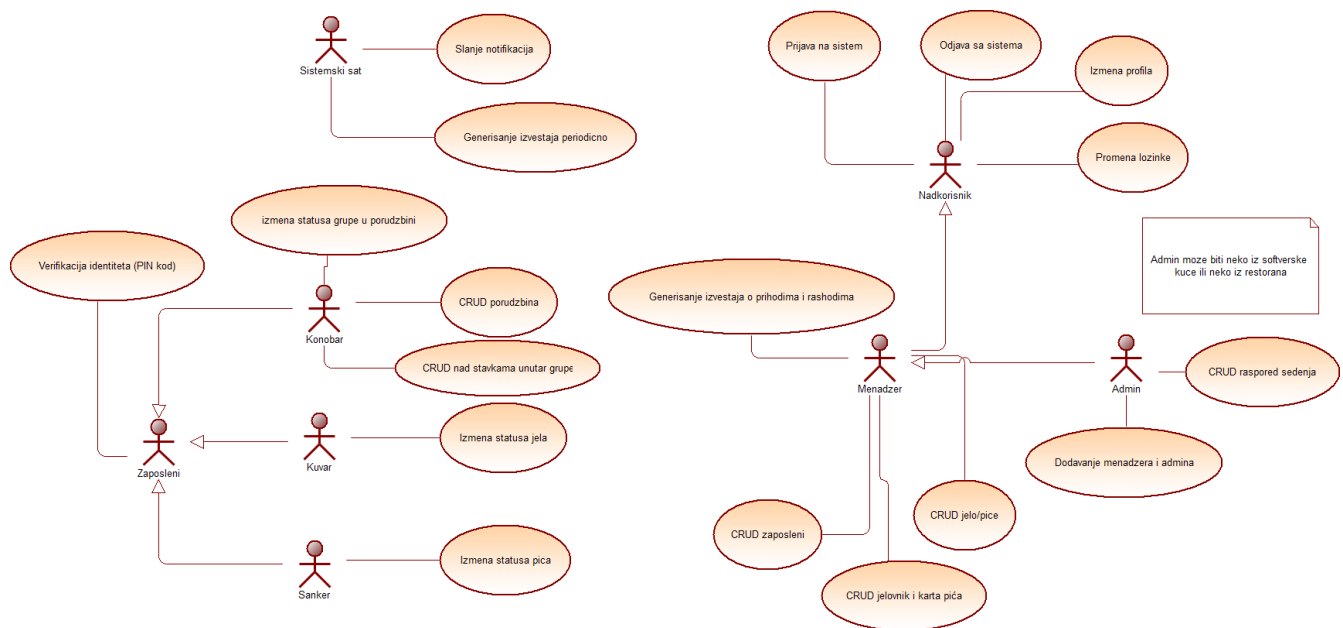 Slanje notifikacija
Sistemski sat
Generisanje izvestaja periodicno
Prijava na sistem
Odjava sa sistema
Izmena profila
Promena lozinke
Nadkorisnik
izmena statusa grupe u porudzbini
Verifikacija identiteta (PIN kod)
CRUD porudzbina
Konobar
CRUD nad stavkama unutar grupe
Izmena statusa jela
Kuvar
Zaposleni
Izmena statusa pica
Sanker
Admin moze biti neko iz softverske
kuce ili neko iz restorana
Generisanje izvestaja o prihodima i rashodima
Menadzer
Admin
CRUD raspored sedenja
Dodavanje menadzera i admina
CRUD jelo/pice
CRUD zaposleni
CRUD jelovnik i karta pića